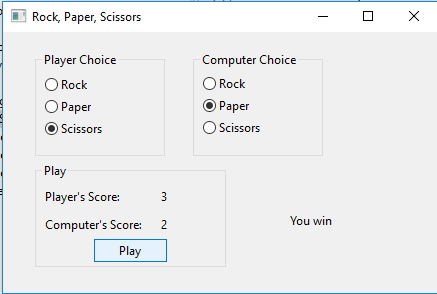 Rock, Paper, Scissors
Player Choice
Rock
Paper
Scissors
Computer Choice
Rock
Paper
Scissors
Play
Player's Score: 3
Computer's Score: 2
Play
You win